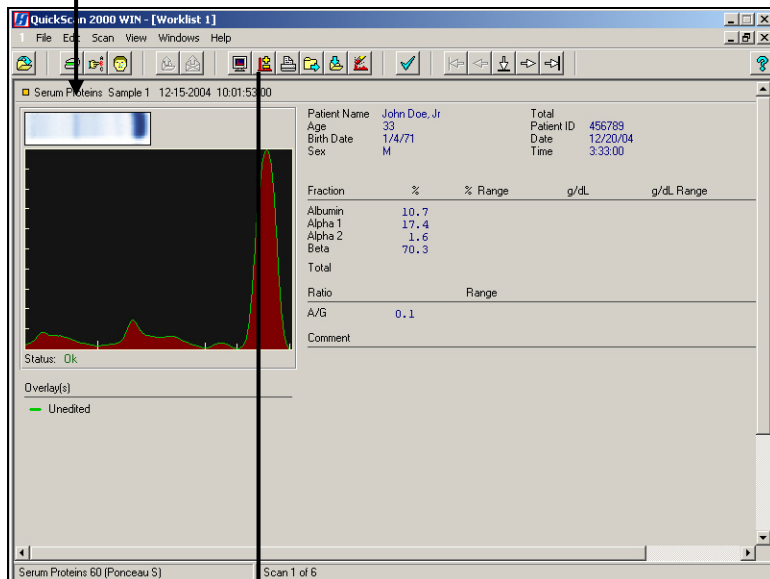 QuickScan 2000 WIN - [Worklist 1]
File Edit Scan View Windows Help
Serum Proteins Sample 1 12-15-2004 10:01:53:00
Patient Name John Doe, Jr Total
Age 33 Patient ID 456789
Birth Date 1/4/71 Date 12/20/04
Sex M Time 3:33:00
Fraction % % Range g/dL g/dL Range
Albumin 10.7
Alpha 1 17.4
Alpha 2 1.6
Beta 70.3
Total
Ratio Range
A/G 0.1
Comment
Status: Ok
Overlay(s)
Unedited
Serum Proteins 60 (Ponceau S) Scan 1 of 6